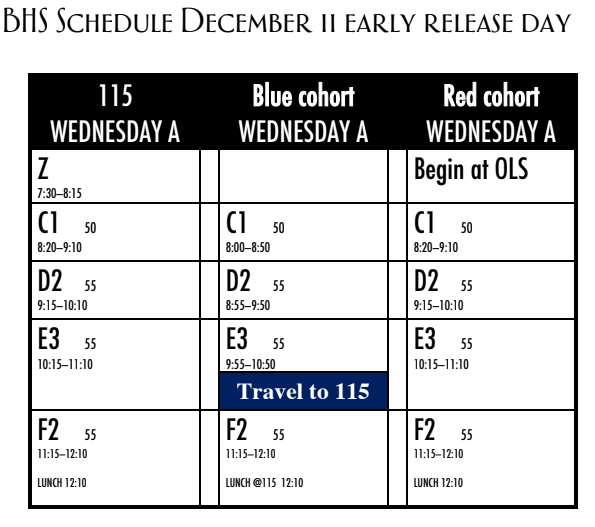 BHS Schedule December 11 early release day
115 Blue cohort Red cohort
WEDNESDAY A WEDNESDAY A WEDNESDAY A
Z Begin at OLS
7:30–8:15
C1 50 C1 50 C1 50
8:20–9:10 8:00–8:50 8:20–9:10
D2 55 D2 55 D2 55
9:15–10:10 8:55–9:50 9:15–10:10
E3 55 E3 55 E3 55
10:15–11:10 9:55–10:50 10:15–11:10
Travel to 115
F2 55 F2 55 F2 55
11:15–12:10 11:15–12:10 11:15–12:10
LUNCH 12:10 LUNCH @115 12:10 LUNCH 12:10